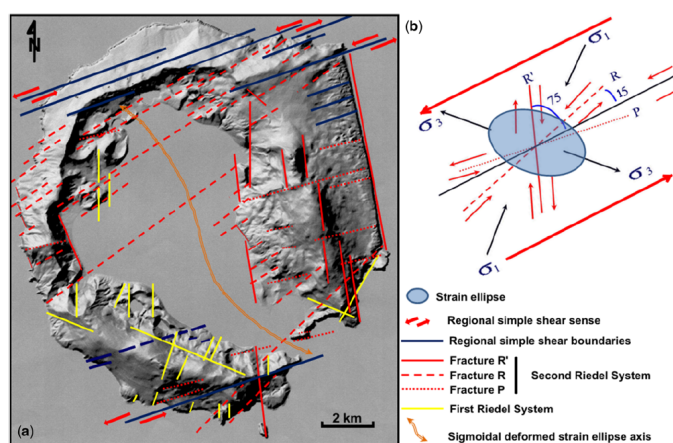 N
(a)
2 km
(b)
σ1
R'
R
75
15
σ3
P
σ3
σ1
Strain ellipse
Regional simple shear sense
Regional simple shear boundaries
Fracture R'
Fracture R
Fracture P
Second Riedel System
First Riedel System
Sigmoidal deformed strain ellipse axis